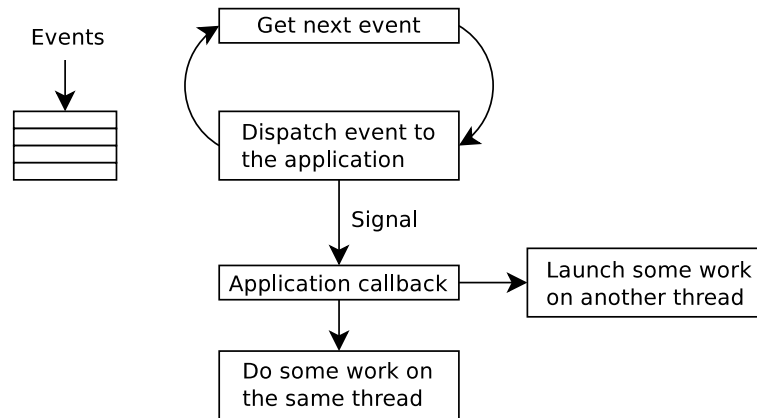 Events
Get next event
Dispatch event to
the application
Signal
Application callback
Launch some work
on another thread
Do some work on
the same thread